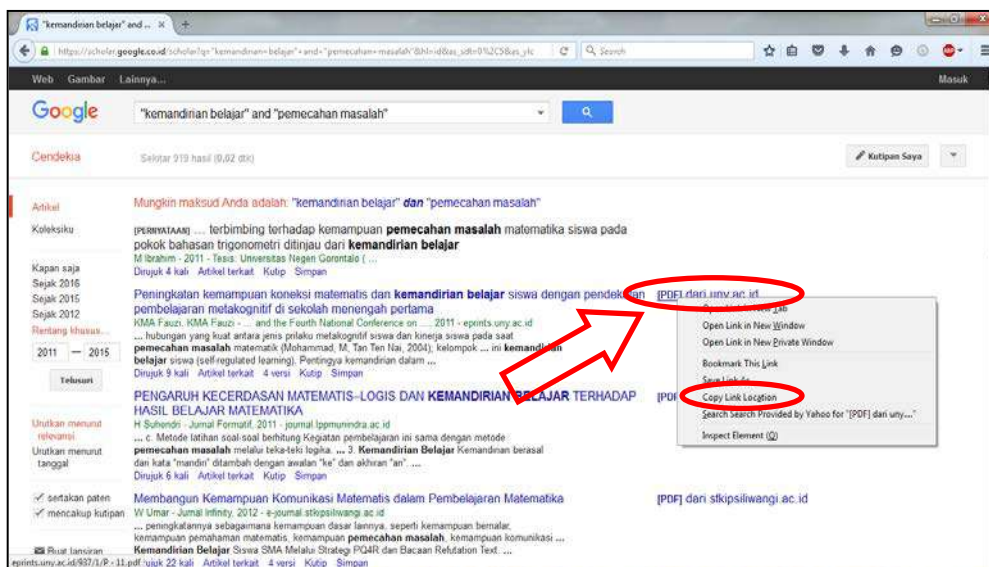 "kemandirian belajar" and ...
https://scholar.google.co.id/scholar?q="kemandirian+belajar"+and+"pemecahan+masalah"&hl=id&as_sdt=0%2C5&as_ylc
Search
Web Gambar Lainnya...
Masuk
Google
"kemandirian belajar" and "pemecahan masalah"
Cendekia
Sekitar 919 hasil (0,02 dtk)
Kutipan Saya
Artikel
Koleksiku
Kapan saja
Sejak 2016
Sejak 2015
Sejak 2012
Rentang khusus...
2011 — 2015
Telusuri
Urutkan menurut
relevansi
Urutkan menurut
tanggal
sertakan paten
mencakup kutipan
Buat lansiran
Mungkin maksud Anda adalah: "kemandirian belajar" dan "pemecahan masalah"
[PERNYATAAN] ... terbimbing terhadap kemampuan pemecahan masalah matematika siswa pada
pokok bahasan trigonometri ditinjau dari kemandirian belajar
M Ibrahim - 2011 - Tesis: Universitas Negeri Gorontalo ( ...
Dirujuk 4 kali Artikel terkait Kutip Simpan
Peningkatan kemampuan koneksi matematis dan kemandirian belajar siswa dengan pendekatan
pembelajaran metakognitif di sekolah menengah pertama
KMA Fauzi, KMA Fauzi - ... and the Fourth National Conference on ..., 2011 - eprints.uny.ac.id
... hubungan yang kuat antara jenis prilaku metakognitif siswa dan kinerja siswa pada saat
pemecahan masalah matematik (Mohammad, M, Tan Ten Nai, 2004); kelompok ... ini kemandirian
belajar siswa (self-regulated learning). Pentingya kemandirian dalam ...
Dirujuk 9 kali Artikel terkait 4 versi Kutip Simpan
[PDF] dari uny.ac.id
Open Link in New Tab
Open Link in New Window
Open Link in New Private Window
Bookmark This Link
Save Link As
Copy Link Location
Search Search Provided by Yahoo for "[PDF] dari uny..."
Inspect Element (Q)
PENGARUH KECERDASAN MATEMATIS–LOGIS DAN KEMANDIRIAN BELAJAR TERHADAP
HASIL BELAJAR MATEMATIKA
H Suhendri - Jurnal Formatif, 2011 - journal.lppmunindra.ac.id
... c. Metode latihan soal-soal berhitung Kegiatan pembelajaran ini sama dengan metode
pemecahan masalah melalui teka-teki logika. ... 3. Kemandirian Belajar Kemandirian berasal
dari kata "mandiri" ditambah dengan awalan "ke" dan akhiran "an". ...
Dirujuk 6 kali Artikel terkait Kutip Simpan
Membangun Kemampuan Komunikasi Matematis dalam Pembelajaran Matematika
W Umar - Jurnal Infinity, 2012 - e-journal.stkipsiliwangi.ac.id
... peningkatannya sebagaimana kemampuan dasar lainnya, seperti kemampuan bernalar,
kemampuan pemahaman matematis, kemampuan pemecahan masalah, kemampuan komunikasi ...
Kemandirian Belajar Siswa SMA Melalui Strategi PQ4R dan Bacaan Refutation Text. ...
22 kali Artikel terkait 4 versi Kutip Simpan
[PDF] dari stkipsiliwangi.ac.id
eprints.uny.ac.id/937/1/P - 11.pdf